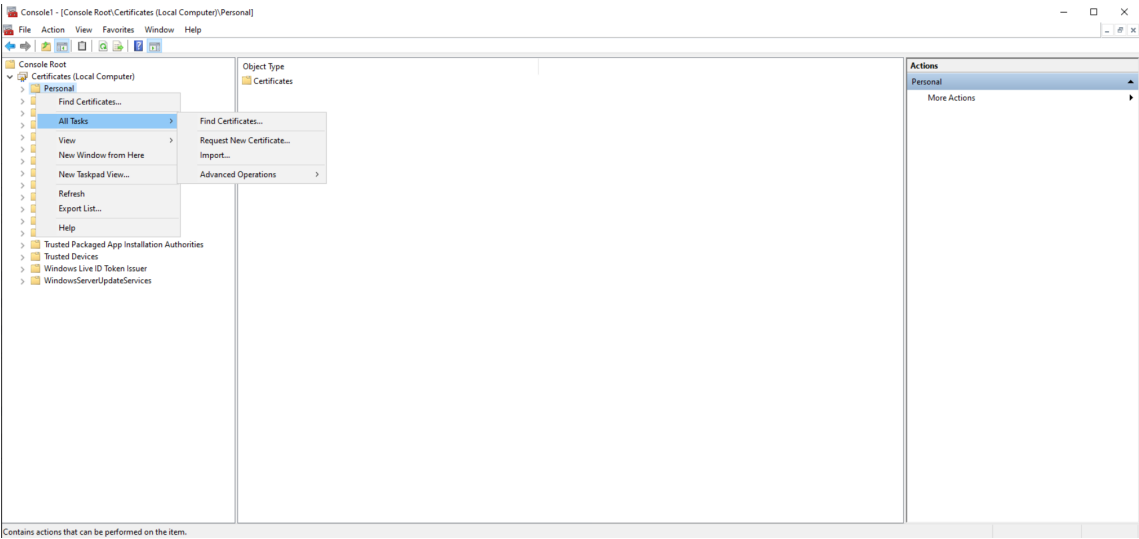 Console1 - [Console Root\Certificates (Local Computer)\Personal]
File Action View Favorites Window Help
Console Root
Certificates (Local Computer)
Personal
Find Certificates...
All Tasks
View
New Window from Here
New Taskpad View...
Refresh
Export List...
Help
Find Certificates...
Request New Certificate...
Import...
Advanced Operations
Trusted Packaged App Installation Authorities
Trusted Devices
Windows Live ID Token Issuer
WindowsServerUpdateServices
Object Type
Certificates
Actions
Personal
More Actions
Contains actions that can be performed on the item.